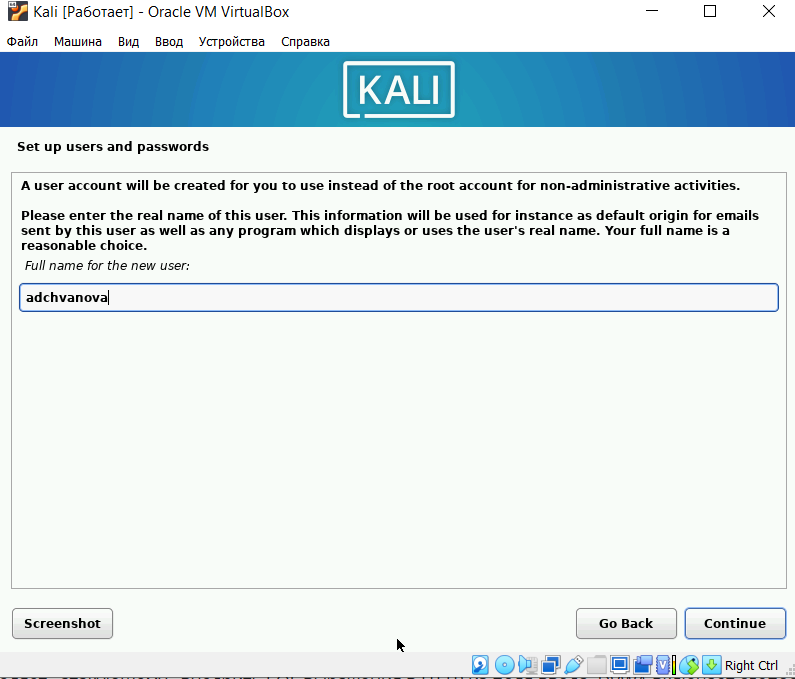 Kali [Работает] - Oracle VM VirtualBox
Файл Машина Вид Ввод Устройства Справка
KALI
Set up users and passwords
A user account will be created for you to use instead of the root account for non-administrative activities.
Please enter the real name of this user. This information will be used for instance as default origin for emails
sent by this user as well as any program which displays or uses the user's real name. Your full name is a
reasonable choice.
Full name for the new user:
adchvanova
Screenshot Go Back Continue
Right Ctrl